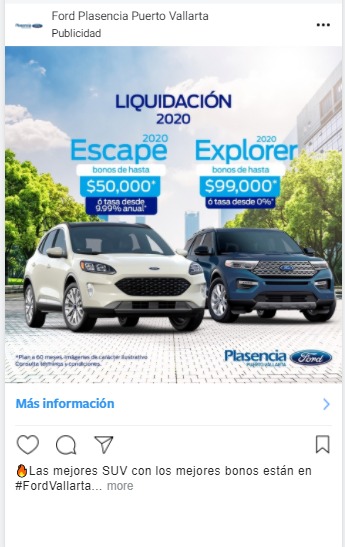 Ford Plasencia Puerto Vallarta
Publicidad
LIQUIDACIÓN
2020
2020
Escape
bonos de hasta
$50,000*
ó tasa desde
9.99% anual*
2020
Explorer
bonos de hasta
$99,000*
ó tasa desde 0%*
*Plan a 60 meses. Imágenes de carácter ilustrativo
Consulta términos y condiciones.
Plasencia
PUERTO VALLARTA
Ford
Más información
🔥Las mejores SUV con los mejores bonos están en
#FordVallarta... more